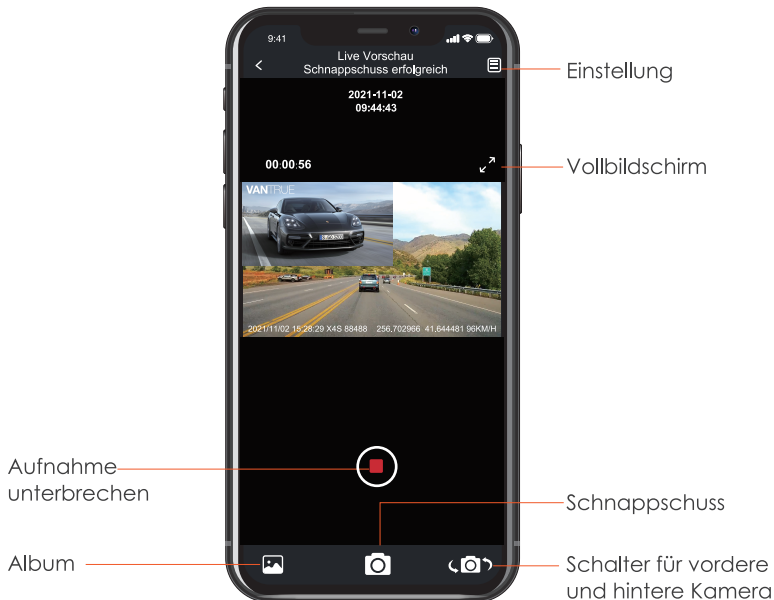 9:41
Live Vorschau
Schnappschuss erfolgreich
Einstellung
2021-11-02
09:44:43
00:00:56
Vollbildschirm
VANTRUE
2021/11/02 15:28:29 X4S 88488 256,702966 41,644481 96KM/H
Aufnahme
unterbrechen
Schnappschuss
Album
Schalter für vordere
und hintere Kamera